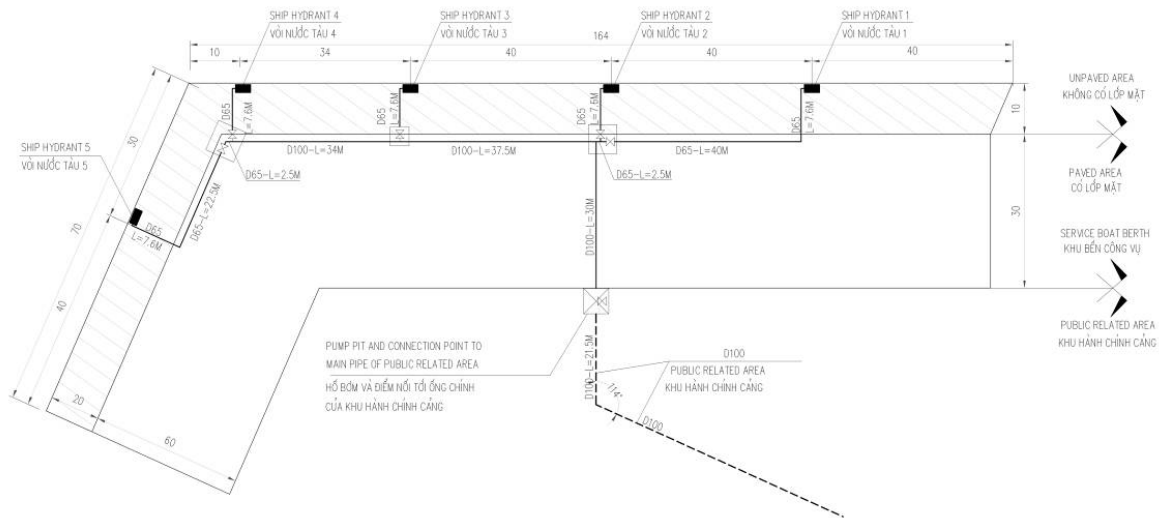 SHIP HYDRANT 4
VÒI NƯỚC TÀU 4
SHIP HYDRANT 3
VÒI NƯỚC TÀU 3
SHIP HYDRANT 2
VÒI NƯỚC TÀU 2
SHIP HYDRANT 1
VÒI NƯỚC TÀU 1
164
10
34
40
40
40
UNPAVED AREA
KHÔNG CÓ LỚP MẶT
10
D65
L=7.6M
D65
L=7.6M
D65
L=7.6M
D65
L=7.6M
D100-L=34M
D100-L=37.5M
D65-L=40M
SHIP HYDRANT 5
VÒI NƯỚC TÀU 5
30
70
40
D65-L=2.5M
D65-L=2.5M
PAVED AREA
CÓ LỚP MẶT
D65
L=7.6M
D65-L=22.5M
D100-L=30M
30
SERVICE BOAT BERTH
KHU BẾN CÔNG VỤ
PUBLIC RELATED AREA
KHU HÀNH CHÍNH CẢNG
PUMP PIT AND CONNECTION POINT TO
MAIN PIPE OF PUBLIC RELATED AREA
HỐ BƠM VÀ ĐIỂM NỐI TỚI ỐNG CHÍNH
CỦA KHU HÀNH CHÍNH CẢNG
D100-L=21.5M
D100
PUBLIC RELATED AREA
KHU HÀNH CHÍNH CẢNG
114°
D100
20
60